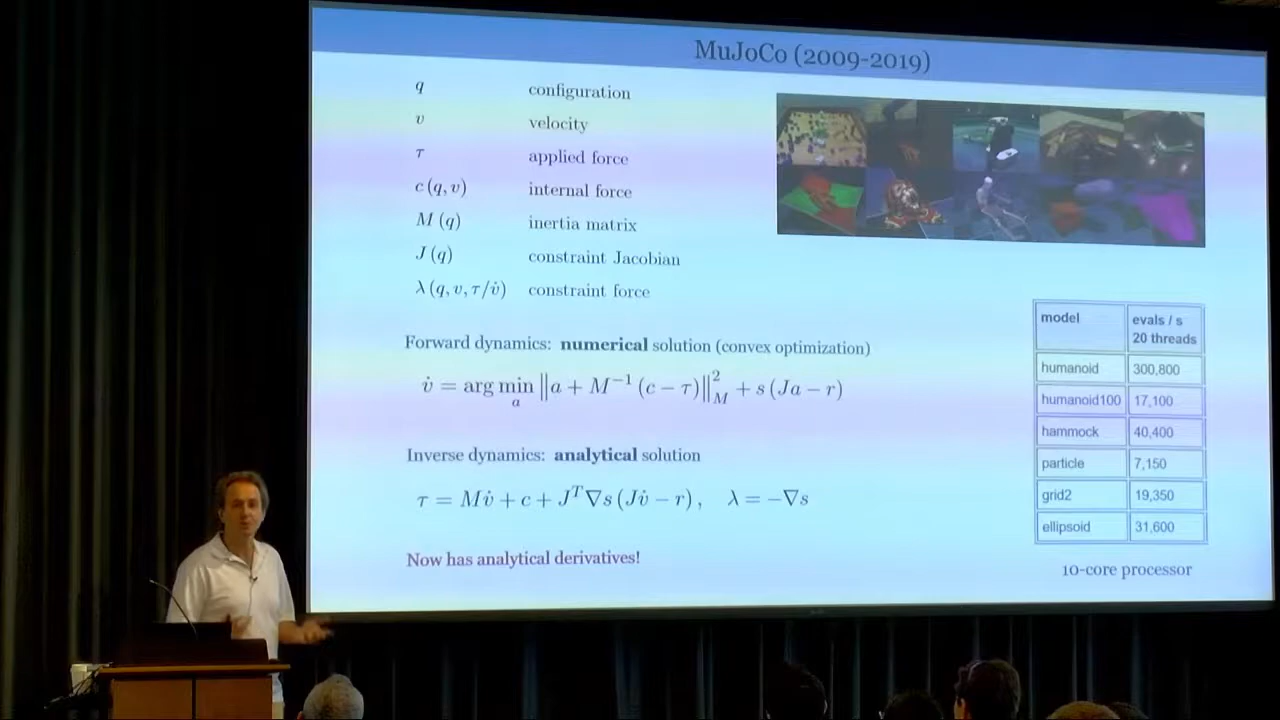 MuJoCo (2009-2019)
q configuration
v velocity
τ applied force
c (q, v) internal force
M (q) inertia matrix
J (q) constraint Jacobian
λ (q, v, τ/v̇) constraint force
Forward dynamics: numerical solution (convex optimization)
v̇ = arg min_a ‖a + M⁻¹ (c − τ)‖²_M + s (Ja − r)
Inverse dynamics: analytical solution
τ = Mv̇ + c + Jᵀ∇s (Jv̇ − r) , λ = −∇s
Now has analytical derivatives!
model evals / s
20 threads
humanoid 300,800
humanoid100 17,100
hammock 40,400
particle 7,150
grid2 19,350
ellipsoid 31,600
10-core processor